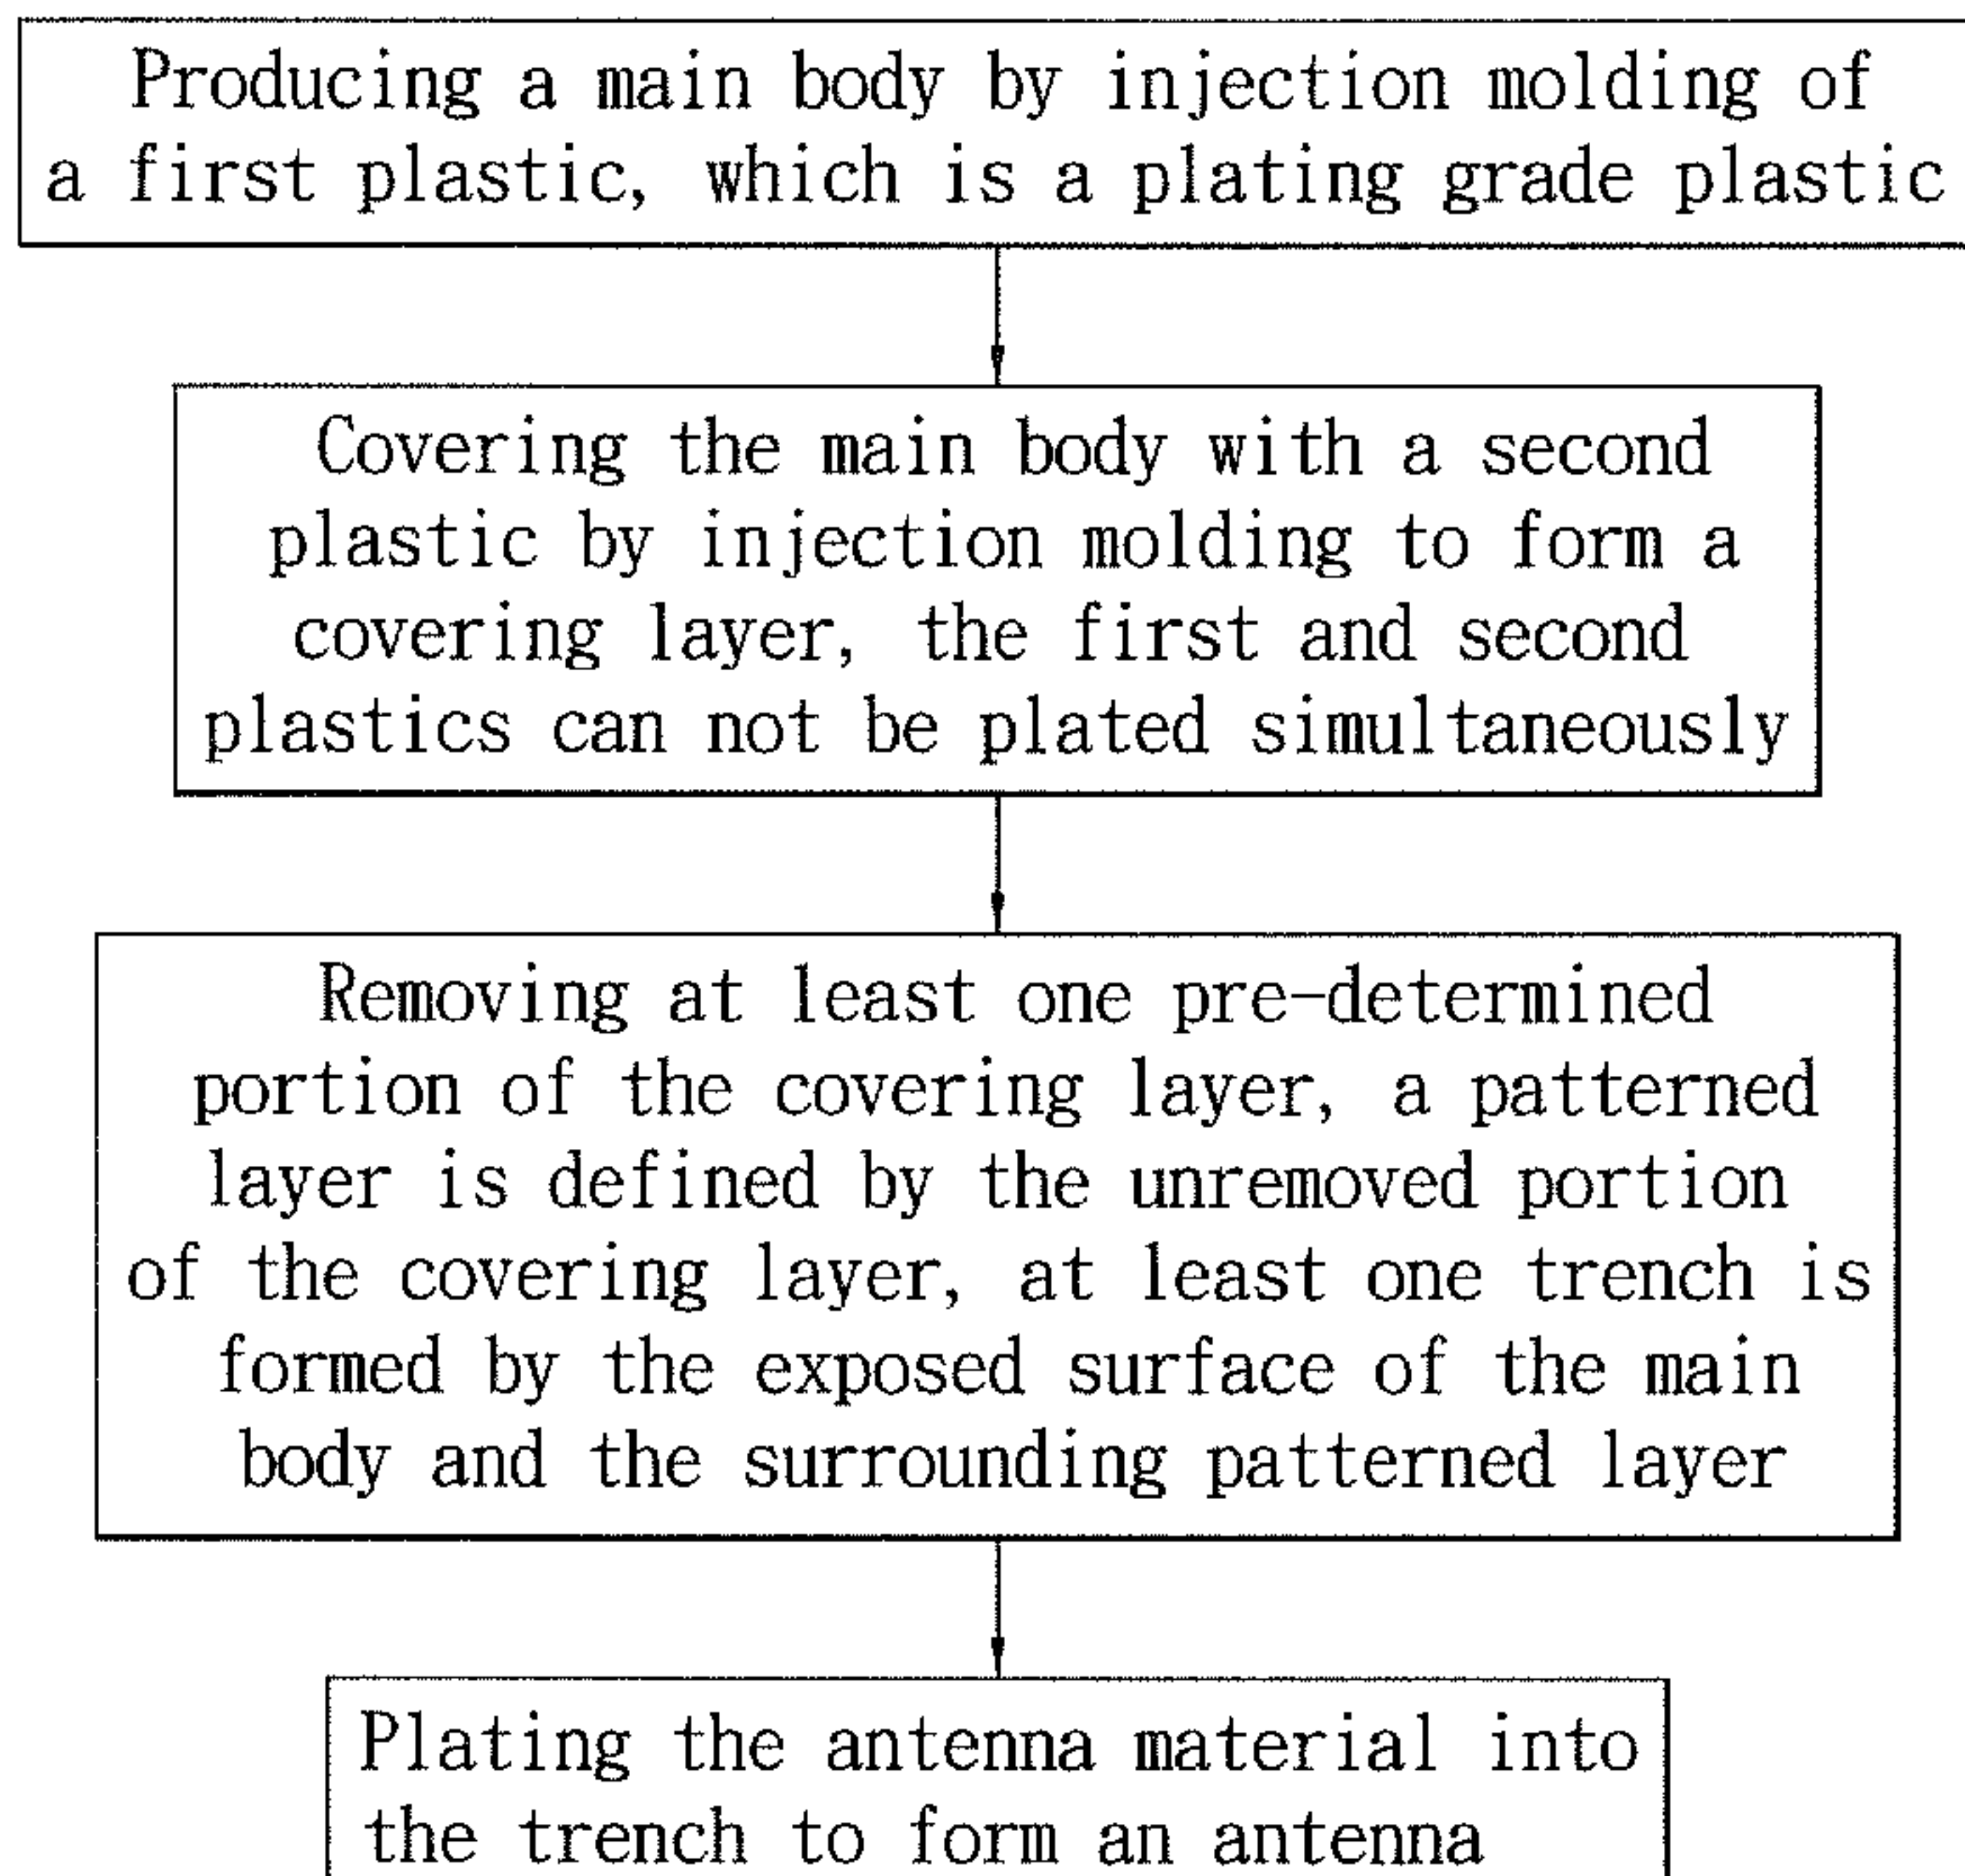 Producing a main body by injection molding of
a first plastic, which is a plating grade plastic
Covering the main body with a second
plastic by injection molding to form a
covering layer, the first and second
plastics can not be plated simultaneously
Removing at least one pre-determined
portion of the covering layer, a patterned
layer is defined by the unremoved portion
of the covering layer, at least one trench is
formed by the exposed surface of the main
body and the surrounding patterned layer
Plating the antenna material into
the trench to form an antenna